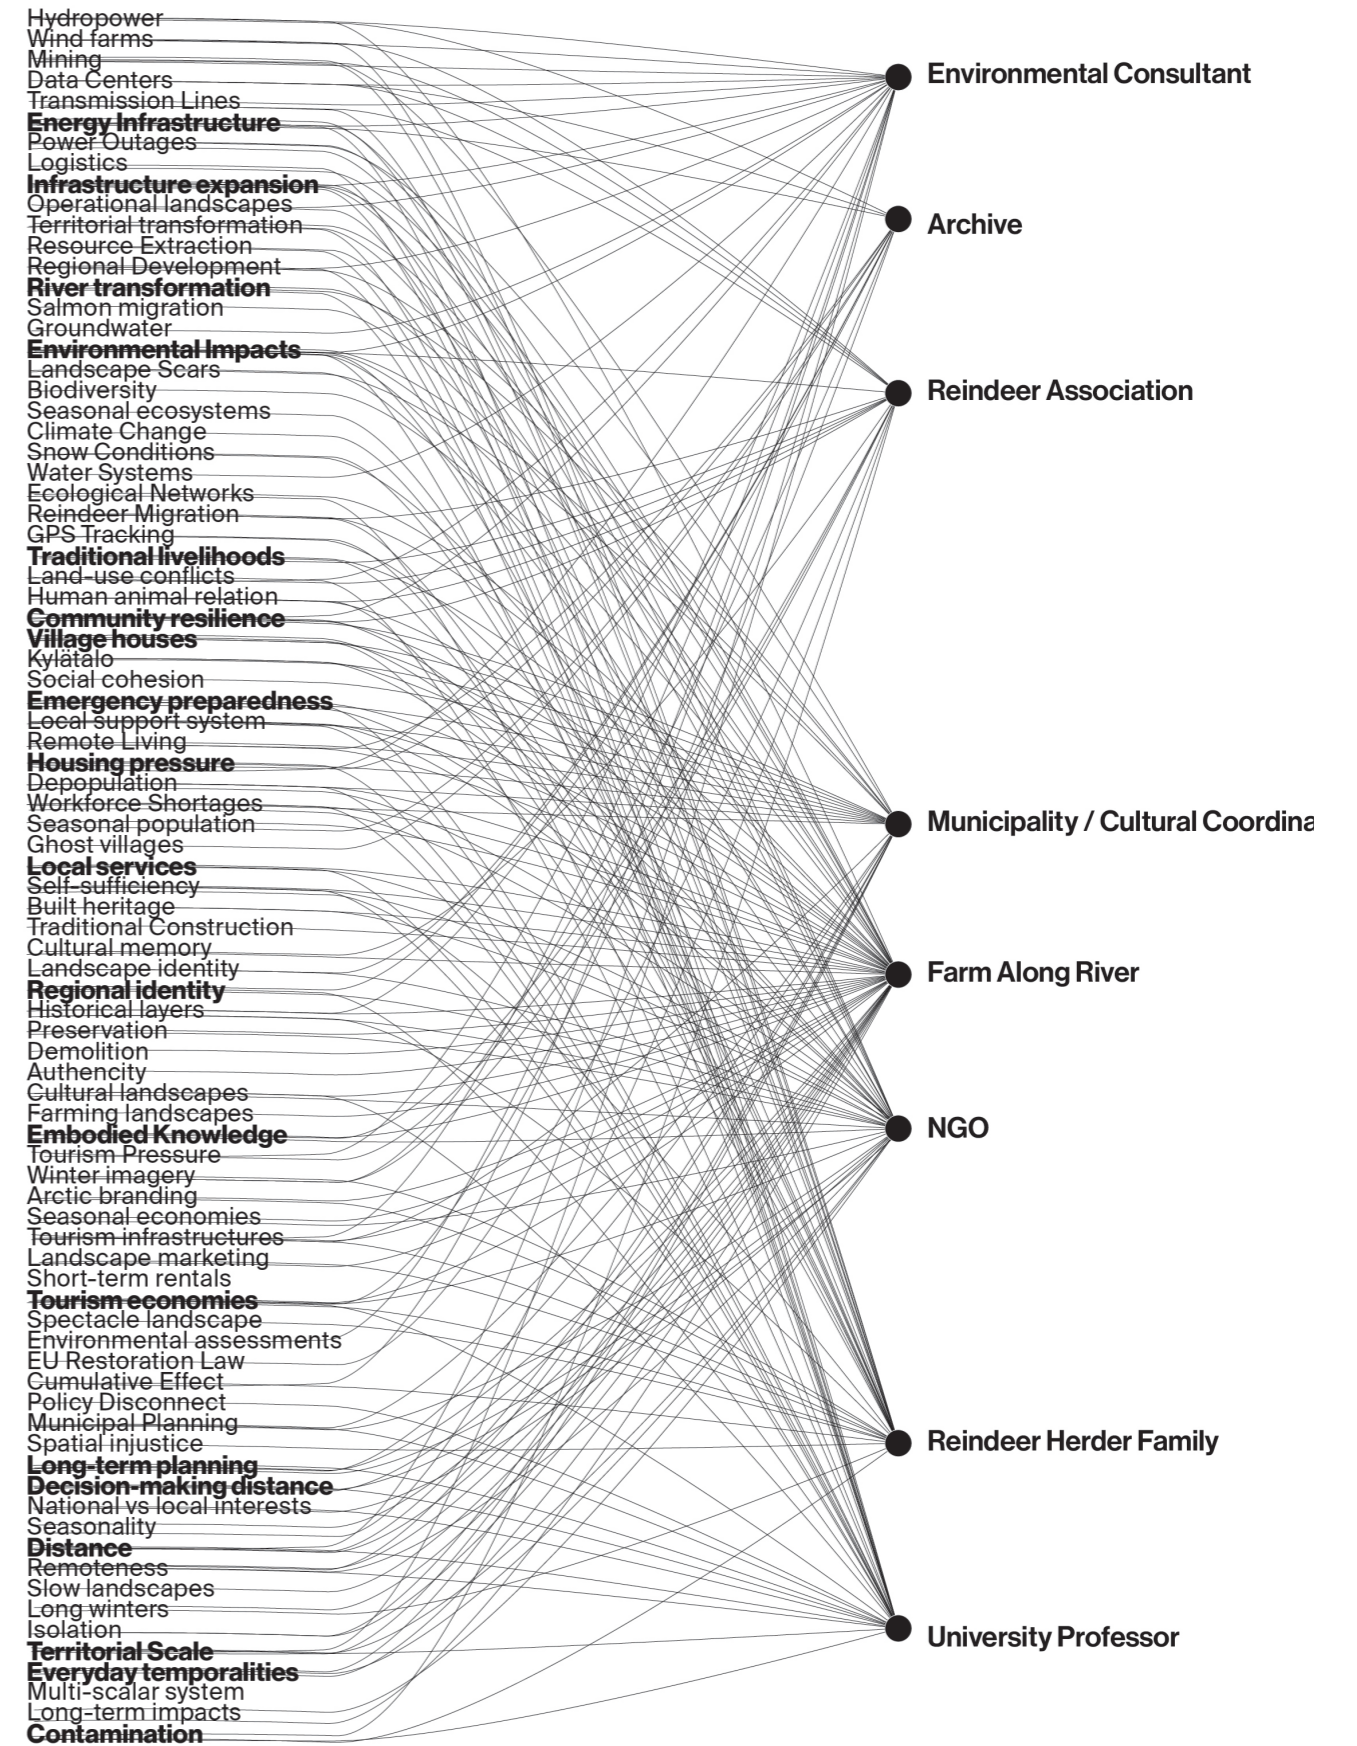 Hydropower
Wind farms
Mining
Data Centers
Transmission Lines
Energy Infrastructure
Power Outages
Logistics
Infrastructure expansion
Operational landscapes
Territorial transformation
Resource Extraction
Regional Development
River transformation
Salmon migration
Groundwater
Environmental Impacts
Landscape Scars
Biodiversity
Seasonal ecosystems
Climate Change
Snow Conditions
Water Systems
Ecological Networks
Reindeer Migration
GPS Tracking
Traditional livelihoods
Land-use conflicts
Human animal relation
Community resilience
Village houses
Kylätalo
Social cohesion
Emergency preparedness
Local support system
Remote Living
Housing pressure
Depopulation
Workforce Shortages
Seasonal population
Ghost villages
Local services
Self-sufficiency
Built heritage
Traditional Construction
Cultural memory
Landscape identity
Regional identity
Historical layers
Preservation
Demolition
Authencity
Cultural landscapes
Farming landscapes
Embodied Knowledge
Tourism Pressure
Winter imagery
Arctic branding
Seasonal economies
Tourism infrastructures
Landscape marketing
Short-term rentals
Tourism economies
Spectacle landscape
Environmental assessments
EU Restoration Law
Cumulative Effect
Policy Disconnect
Municipal Planning
Spatial injustice
Long-term planning
Decision-making distance
National vs local interests
Seasonality
Distance
Remoteness
Slow landscapes
Long winters
Isolation
Territorial Scale
Everyday temporalities
Multi-scalar system
Long-term impacts
Contamination
Environmental Consultant
Archive
Reindeer Association
Municipality / Cultural Coordina
Farm Along River
NGO
Reindeer Herder Family
University Professor